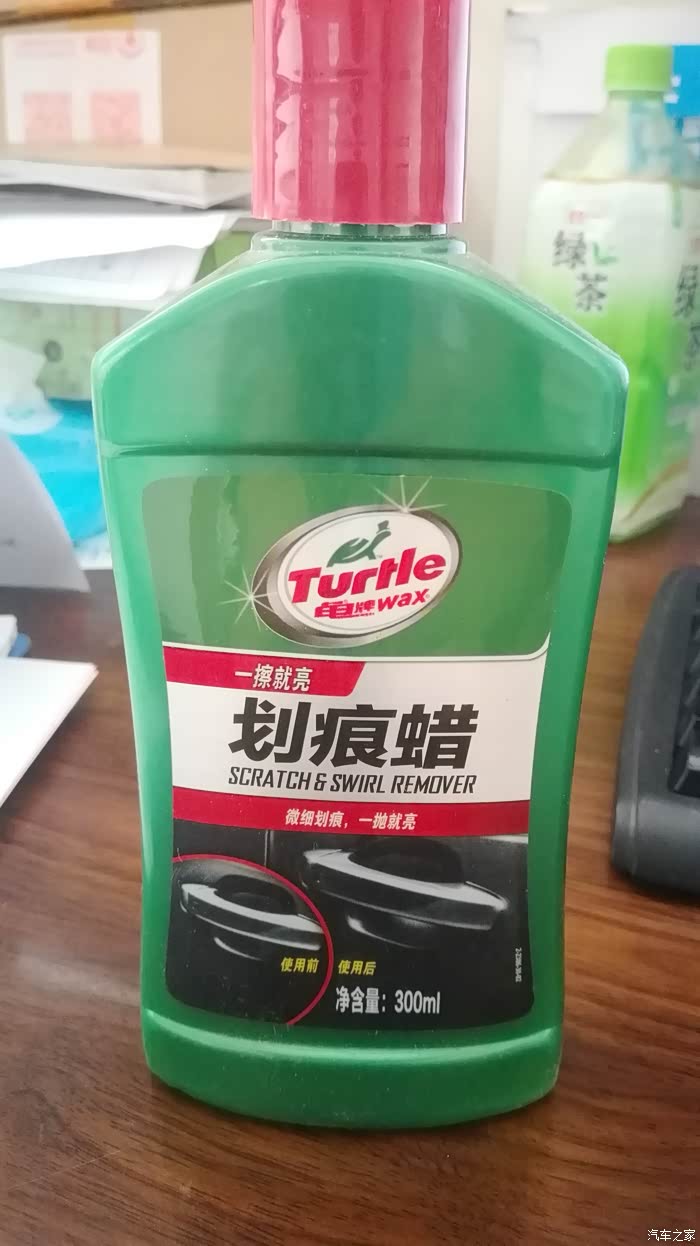 绿
茶
绿
Turtle
龟牌wax
一擦就亮
划痕蜡
SCRATCH & SWIRL REMOVER
微细划痕，一抛就亮
使用前
使用后
净含量：300ml
汽车之家